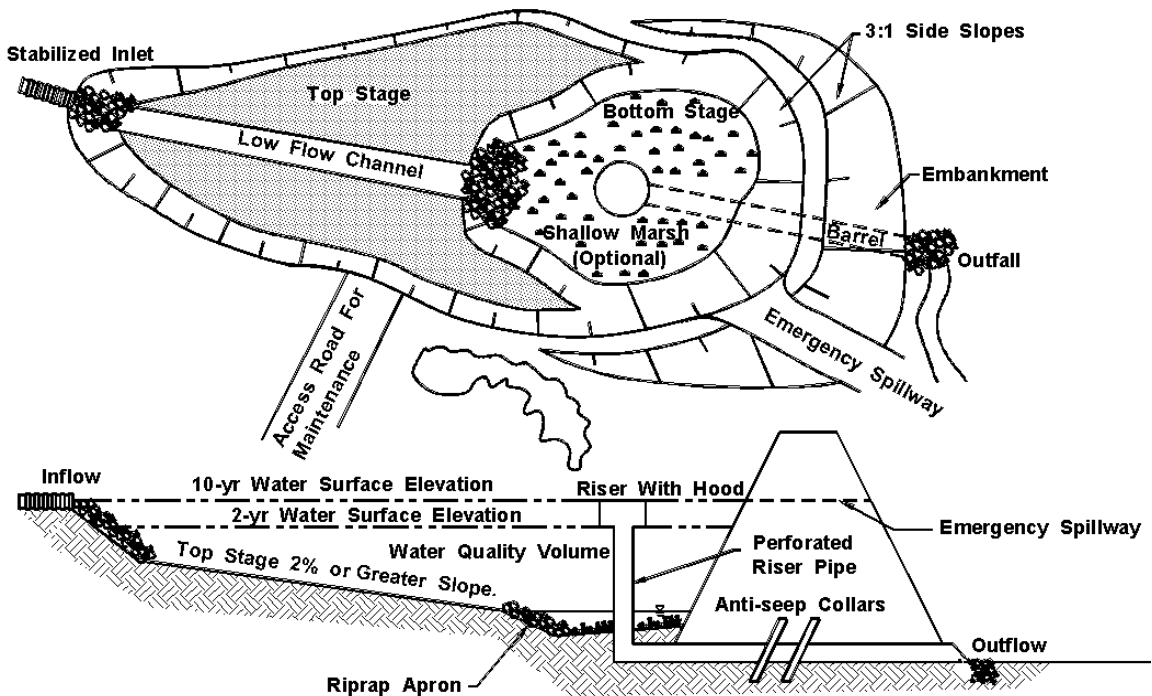 Stabilized Inlet
3:1 Side Slopes
Top Stage
Bottom Stage
Low Flow Channel
Embankment
Shallow Marsh
(Optional)
Barrel
Outfall
Access Road For
Maintenance
Emergency Spillway
Inflow
10-yr Water Surface Elevation
Riser With Hood
2-yr Water Surface Elevation
Emergency Spillway
Water Quality Volume
Perforated
Riser Pipe
Top Stage 2% or Greater Slope.
Anti-seep Collars
Outflow
Riprap Apron